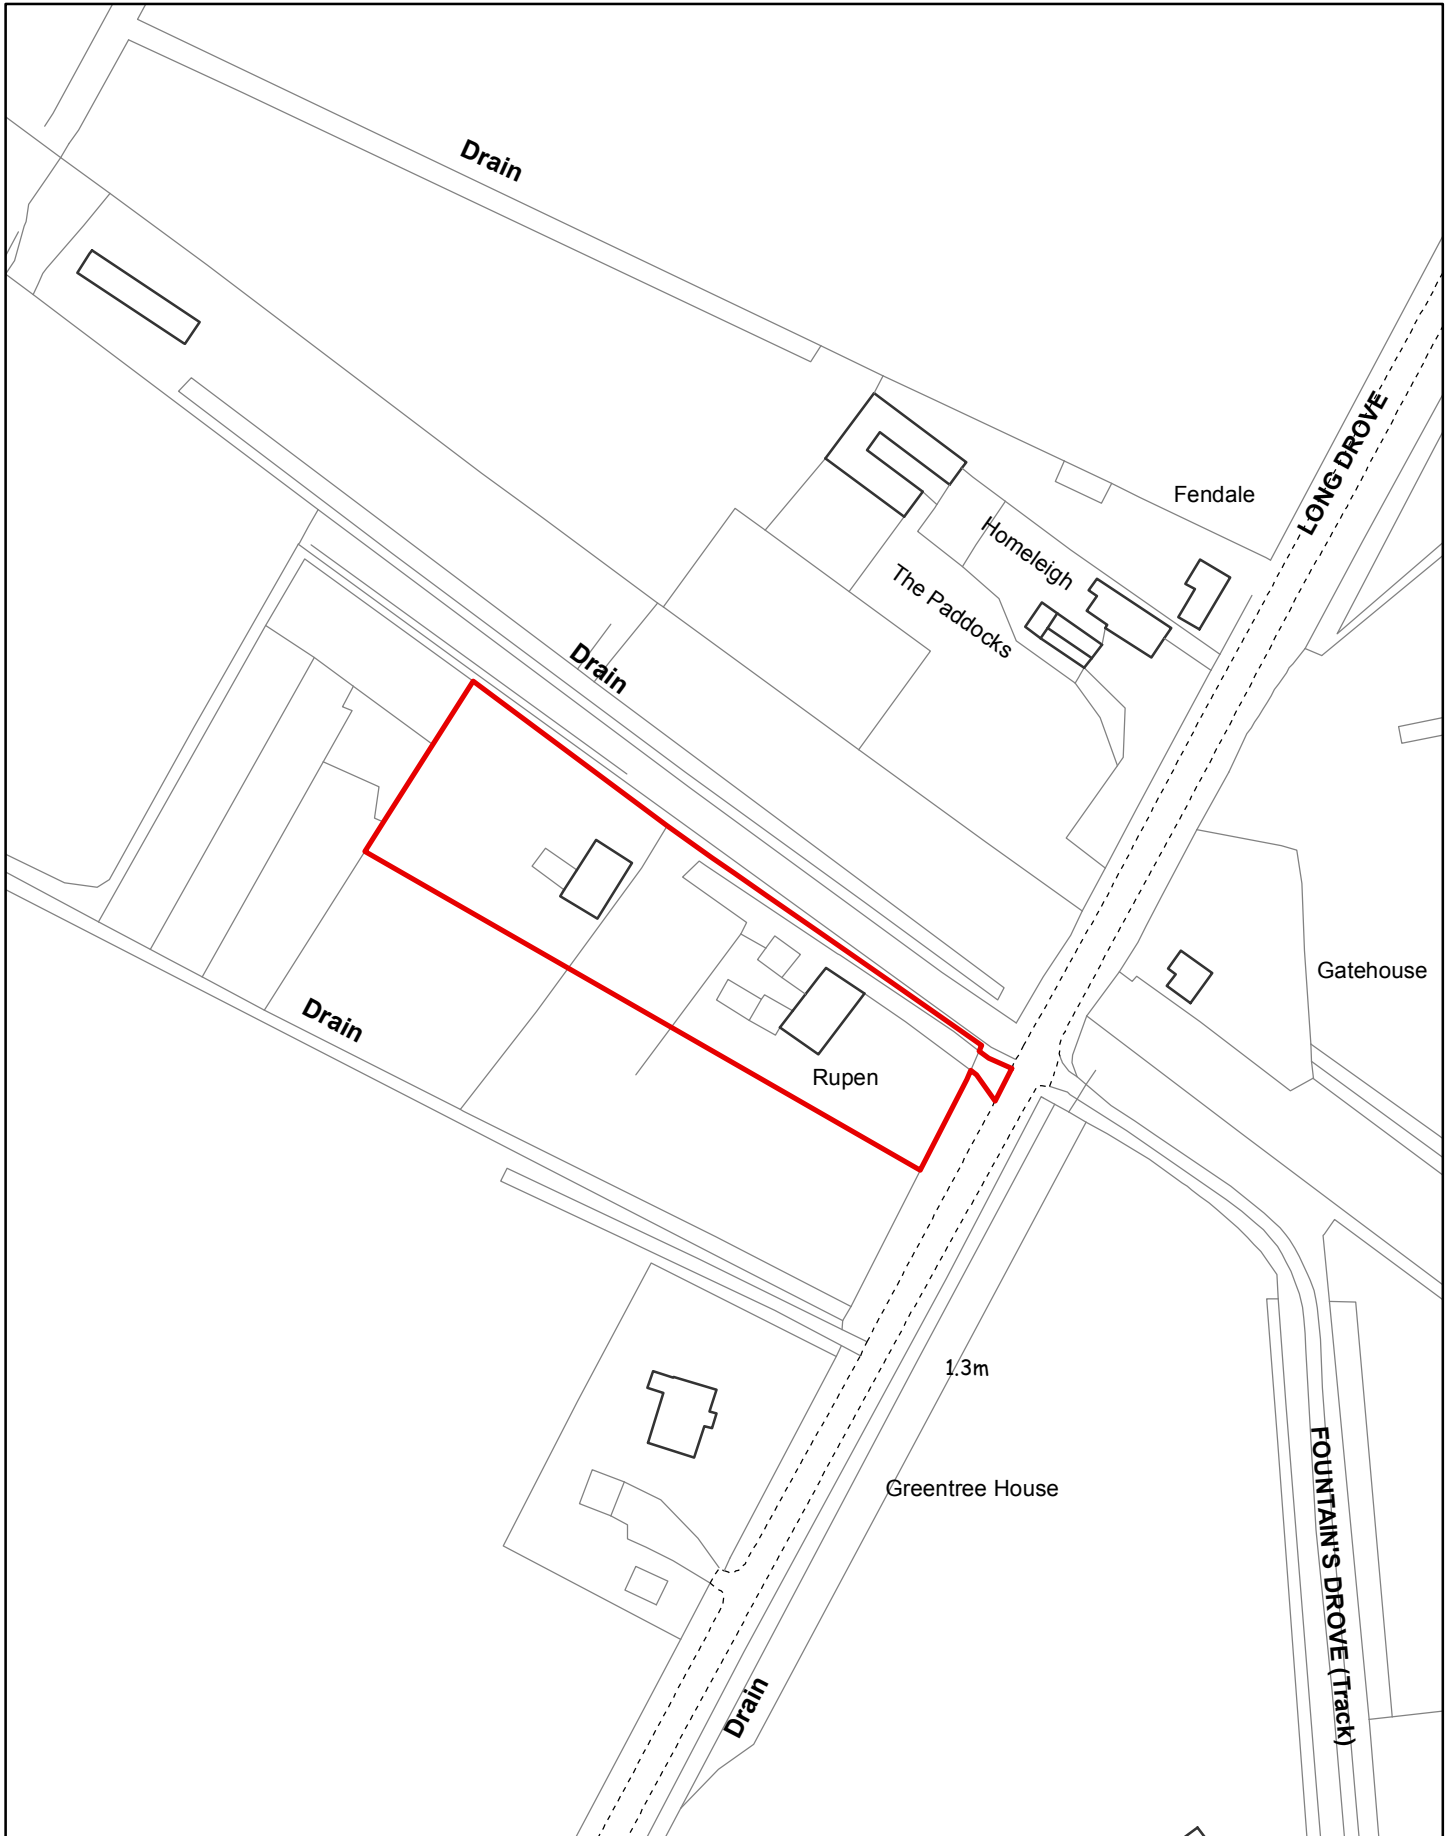 Drain
LONG DROVE
Fendale
Homeleigh
The Paddocks
Drain
Gatehouse
Drain
Rupen
1.3m
Greentree House
FOUNTAIN'S DROVE (Track)
Drain